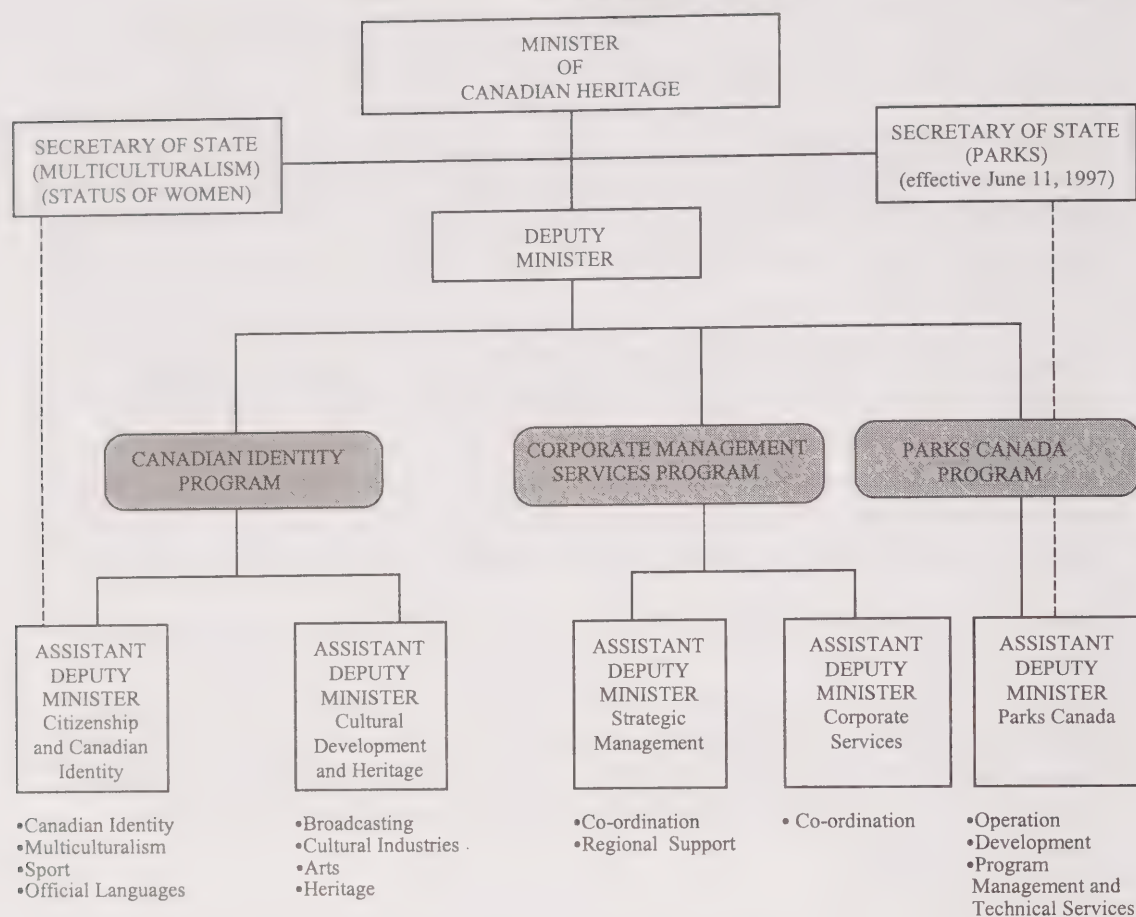 MINISTER
OF
CANADIAN HERITAGE
SECRETARY OF STATE
(MULTICULTURALISM)
(STATUS OF WOMEN)
SECRETARY OF STATE
(PARKS)
(effective June 11, 1997)
DEPUTY
MINISTER
CANADIAN IDENTITY
PROGRAM
CORPORATE MANAGEMENT
SERVICES PROGRAM
PARKS CANADA
PROGRAM
ASSISTANT
DEPUTY
MINISTER
Citizenship
and Canadian
Identity
•Canadian Identity
•Multiculturalism
•Sport
•Official Languages
ASSISTANT
DEPUTY
MINISTER
Cultural
Development
and Heritage
•Broadcasting
•Cultural Industries
•Arts
•Heritage
ASSISTANT
DEPUTY
MINISTER
Strategic
Management
•Co-ordination
•Regional Support
ASSISTANT
DEPUTY
MINISTER
Corporate
Services
• Co-ordination
ASSISTANT
DEPUTY
MINISTER
Parks Canada
•Operation
•Development
•Program
Management and
Technical Services